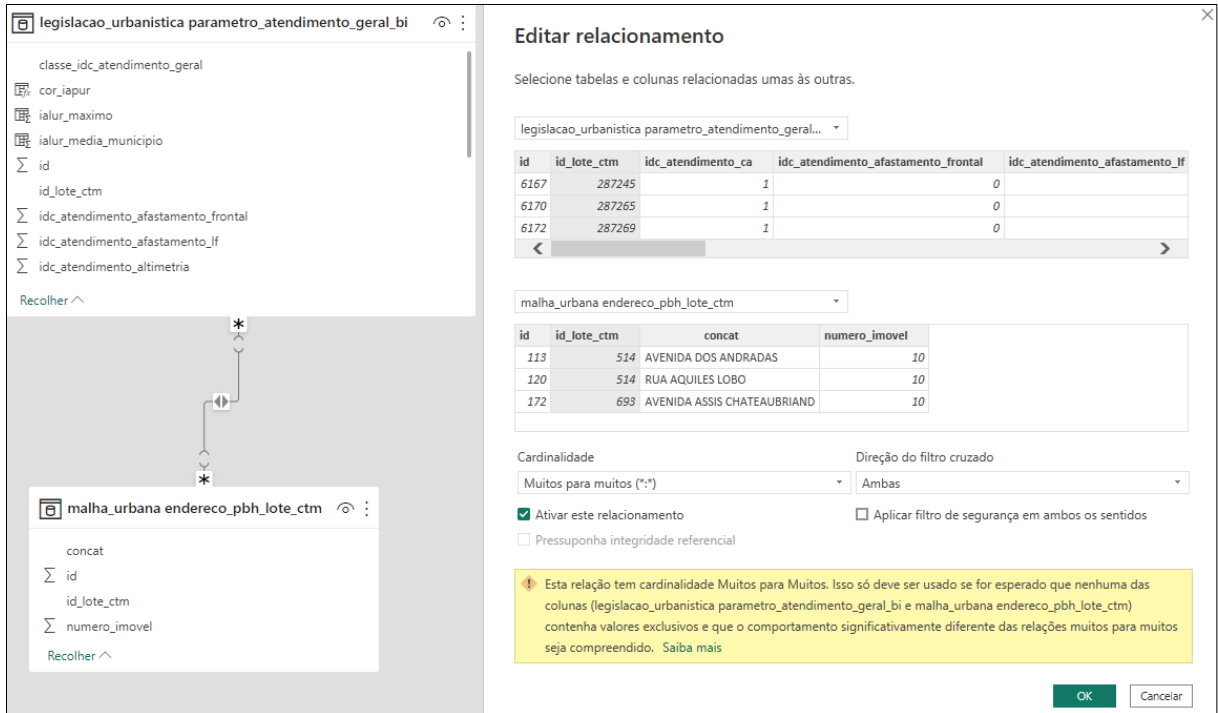 legislacao_urbanistica parametro_atendimento_geral_bi
classe_idc_atendimento_geral
cor_iapur
ialur_maximo
ialur_media_municipio
∑ id
id_lote_ctm
∑ idc_atendimento_afastamento_frontal
∑ idc_atendimento_afastamento_lf
∑ idc_atendimento_altimetria
Recolher
*
*
malha_urbana endereco_pbh_lote_ctm
concat
∑ id
id_lote_ctm
∑ numero_imovel
Recolher
Editar relacionamento
Selecione tabelas e colunas relacionadas umas às outras.
legislacao_urbanistica parametro_atendimento_geral...
id id_lote_ctm idc_atendimento_ca idc_atendimento_afastamento_frontal idc_atendimento_afastamento_lf
6167 287245 1 0
6170 287265 1 0
6172 287269 1 0
malha_urbana endereco_pbh_lote_ctm
id id_lote_ctm concat numero_imovel
113 514 AVENIDA DOS ANDRADAS 10
120 514 RUA AQUILES LOBO 10
172 693 AVENIDA ASSIS CHATEAUBRIAND 10
Cardinalidade Direção do filtro cruzado
Muitos para muitos (*:*) Ambas
Ativar este relacionamento Aplicar filtro de segurança em ambos os sentidos
Pressuponha integridade referencial
Esta relação tem cardinalidade Muitos para Muitos. Isso só deve ser usado se for esperado que nenhuma das
colunas (legislacao_urbanistica parametro_atendimento_geral_bi e malha_urbana endereco_pbh_lote_ctm)
contenha valores exclusivos e que o comportamento significativamente diferente das relações muitos para muitos
seja compreendido. Saiba mais
OK Cancelar